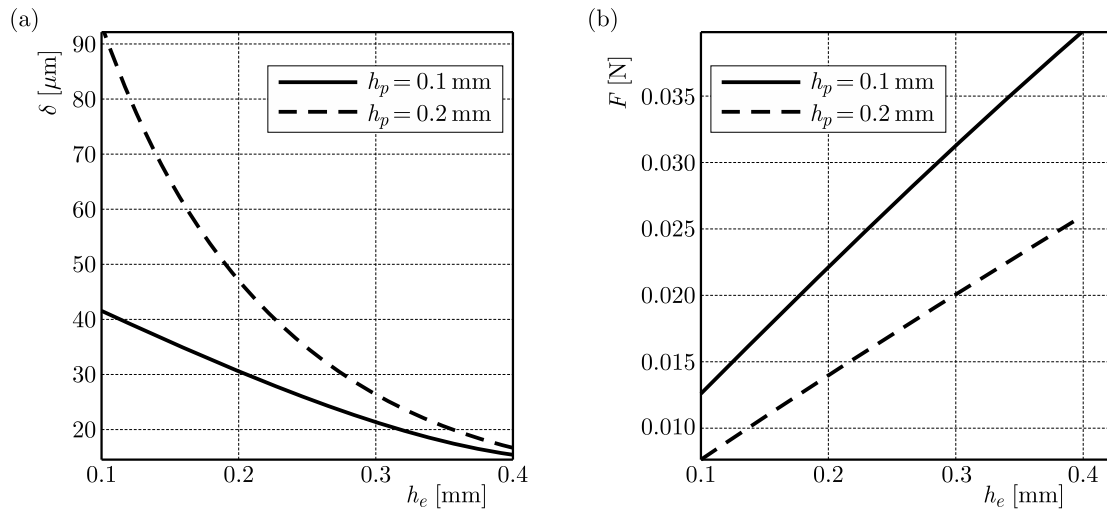 (a)
δ [μm]
90
80
70
60
50
40
30
20
0.1 0.2 0.3 0.4
h_e [mm]
h_p = 0.1 mm
h_p = 0.2 mm
(b)
F [N]
0.035
0.030
0.025
0.020
0.015
0.010
0.1 0.2 0.3 0.4
h_e [mm]
h_p = 0.1 mm
h_p = 0.2 mm